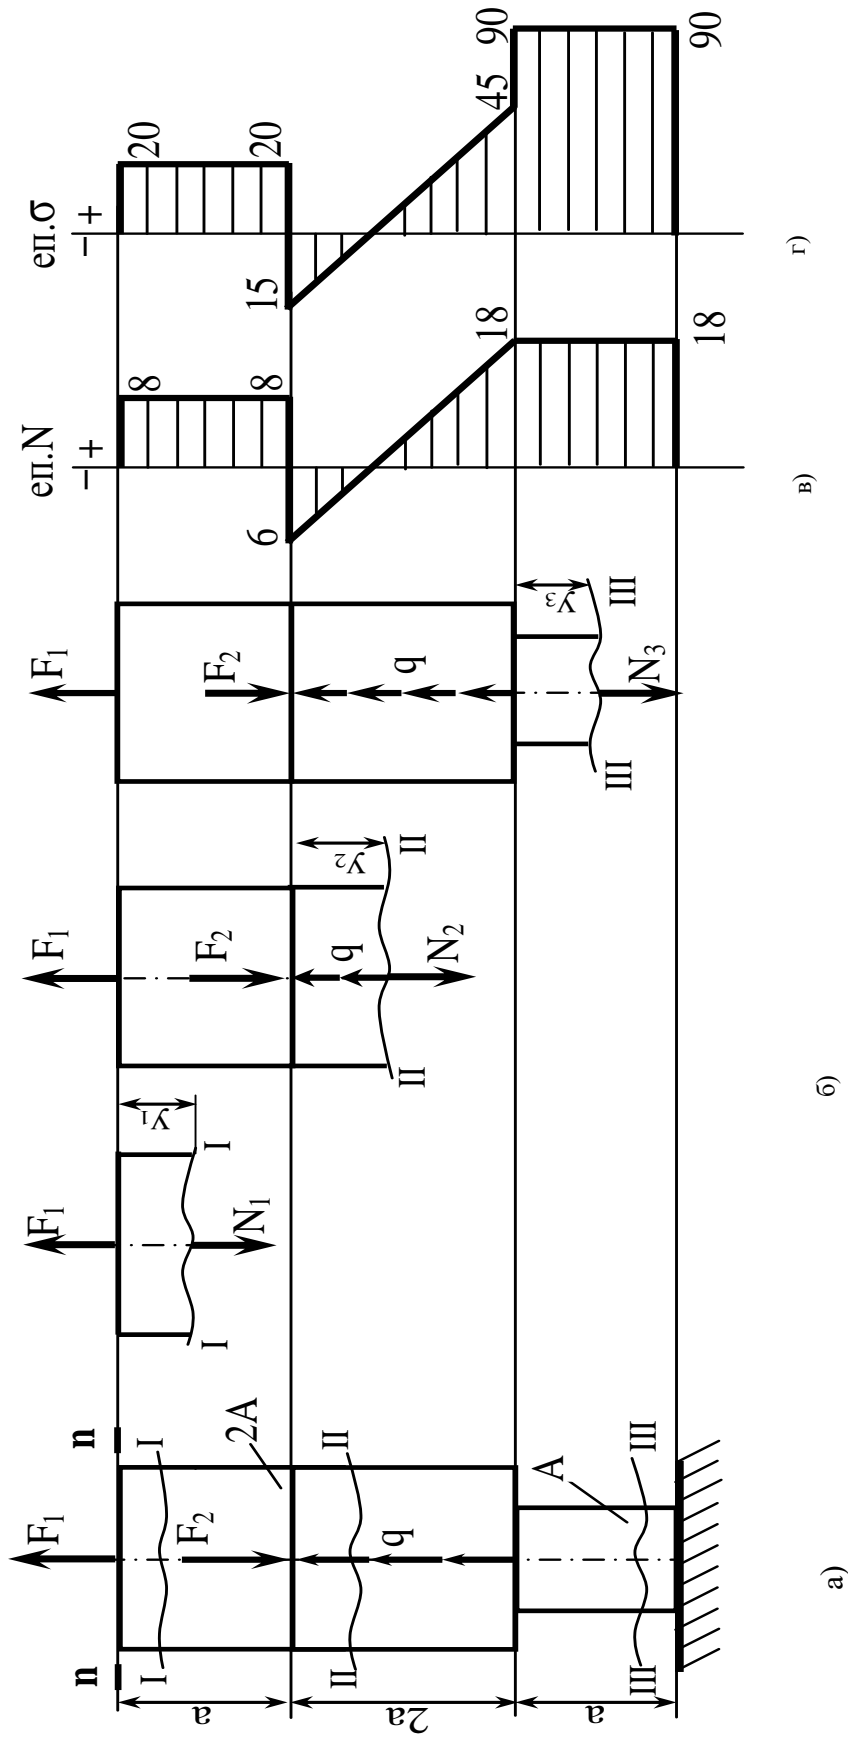 n
n
F₁
I
I
F₂
2A
II
II
q
A
III
III
a
2a
a
а)
F₁
y₁
I
I
N₁
F₁
F₂
q
y₂
II
II
N₂
б)
F₁
F₂
q
y₃
III
III
N₃
еп.N
− +
8
8
6
18
18
в)
еп.σ
− +
20
20
15
45
90
90
г)